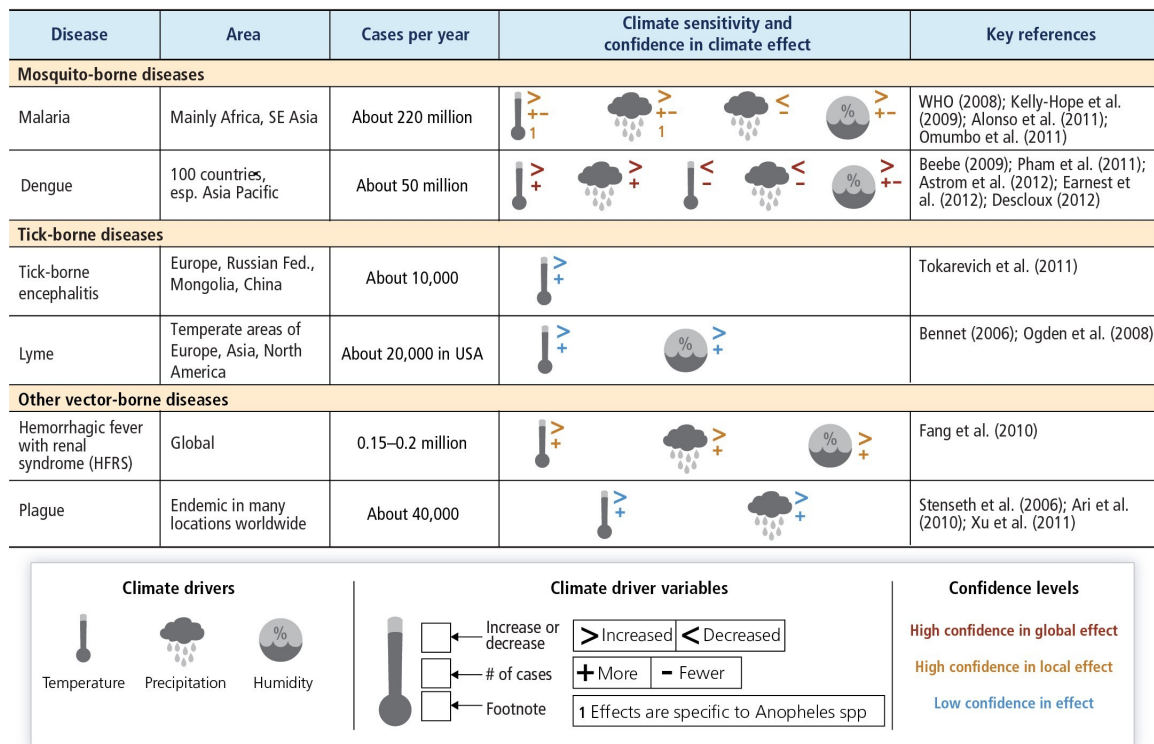 Disease Area Cases per year Climate sensitivity and confidence in climate effect Key references
Mosquito-borne diseases
Malaria
Mainly Africa, SE Asia
About 220 million
>
+-
1
>
+-
1
<
-
%
>
+-
WHO (2008); Kelly-Hope et al.
(2009); Alonso et al. (2011);
Omumbo et al. (2011)
Dengue
100 countries,
esp. Asia Pacific
About 50 million
>
+
>
+
<
-
<
-
%
>
+-
Beebe (2009); Pham et al. (2011);
Astrom et al. (2012); Earnest et
al. (2012); Descloux (2012)
Tick-borne diseases
Tick-borne
encephalitis
Europe, Russian Fed.,
Mongolia, China
About 10,000
>
+
Tokarevich et al. (2011)
Lyme
Temperate areas of
Europe, Asia, North
America
About 20,000 in USA
>
+
%
>
+
Bennet (2006); Ogden et al. (2008)
Other vector-borne diseases
Hemorrhagic fever
with renal
syndrome (HFRS)
Global
0.15–0.2 million
>
+
>
+
%
>
+
Fang et al. (2010)
Plague
Endemic in many
locations worldwide
About 40,000
>
+
>
+
Stenseth et al. (2006); Ari et al.
(2010); Xu et al. (2011)
Climate drivers
%
Temperature Precipitation Humidity
Climate driver variables
Increase or
decrease
> Increased < Decreased
# of cases
+ More - Fewer
Footnote
1 Effects are specific to Anopheles spp
Confidence levels
High confidence in global effect
High confidence in local effect
Low confidence in effect